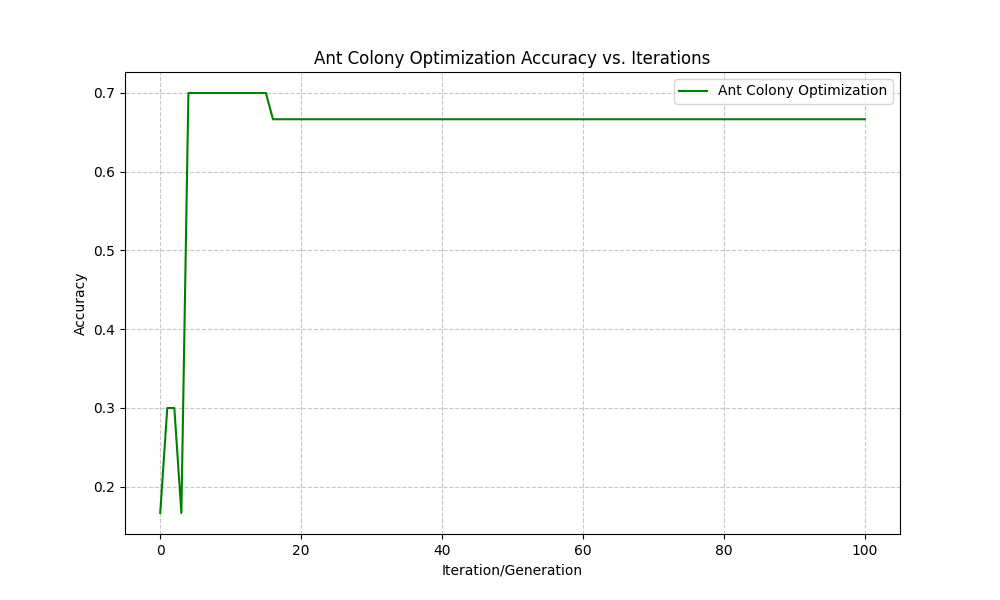 Ant Colony Optimization Accuracy vs. Iterations
Ant Colony Optimization
0.7
0.6
0.5
0.4
0.3
0.2
Accuracy
0 20 40 60 80 100
Iteration/Generation